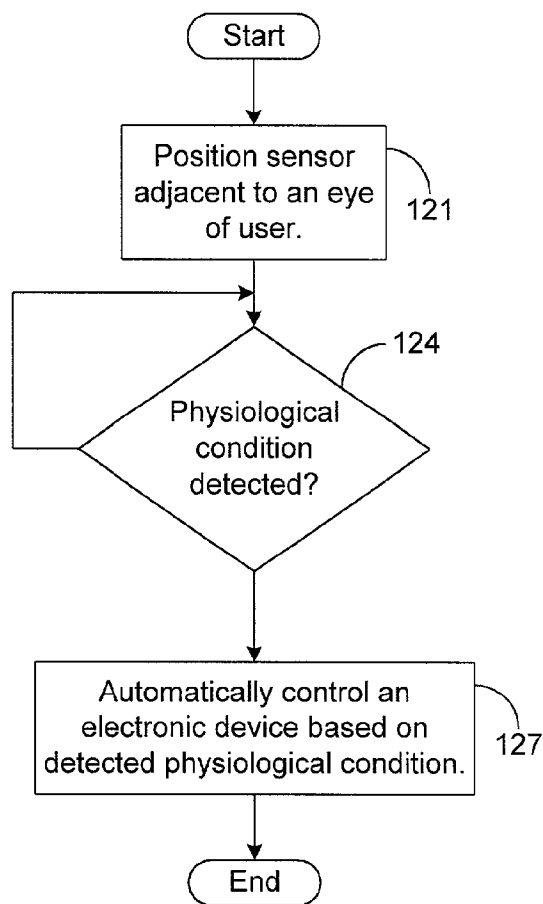 Start
Position sensor
adjacent to an eye
of user.
121
124
Physiological
condition
detected?
Automatically control an
electronic device based on
detected physiological condition.
127
End